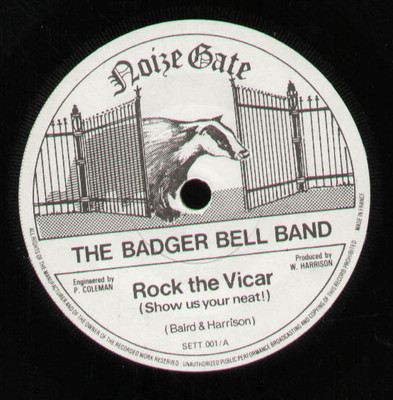 Noize Gate
THE BADGER BELL BAND
Engineered by
P. COLEMAN
Produced by
W. HARRISON
Rock the Vicar
(Show us your neat!)
(Baird & Harrison)
SETT 001/A
ALL RIGHTS OF THE MANUFACTURER AND OF THE OWNER OF THE RECORDED WORK RESERVED · UNAUTHORIZED PUBLIC PERFORMANCE BROADCASTING AND COPYING OF THIS RECORD PROHIBITED
MADE IN FRANCE